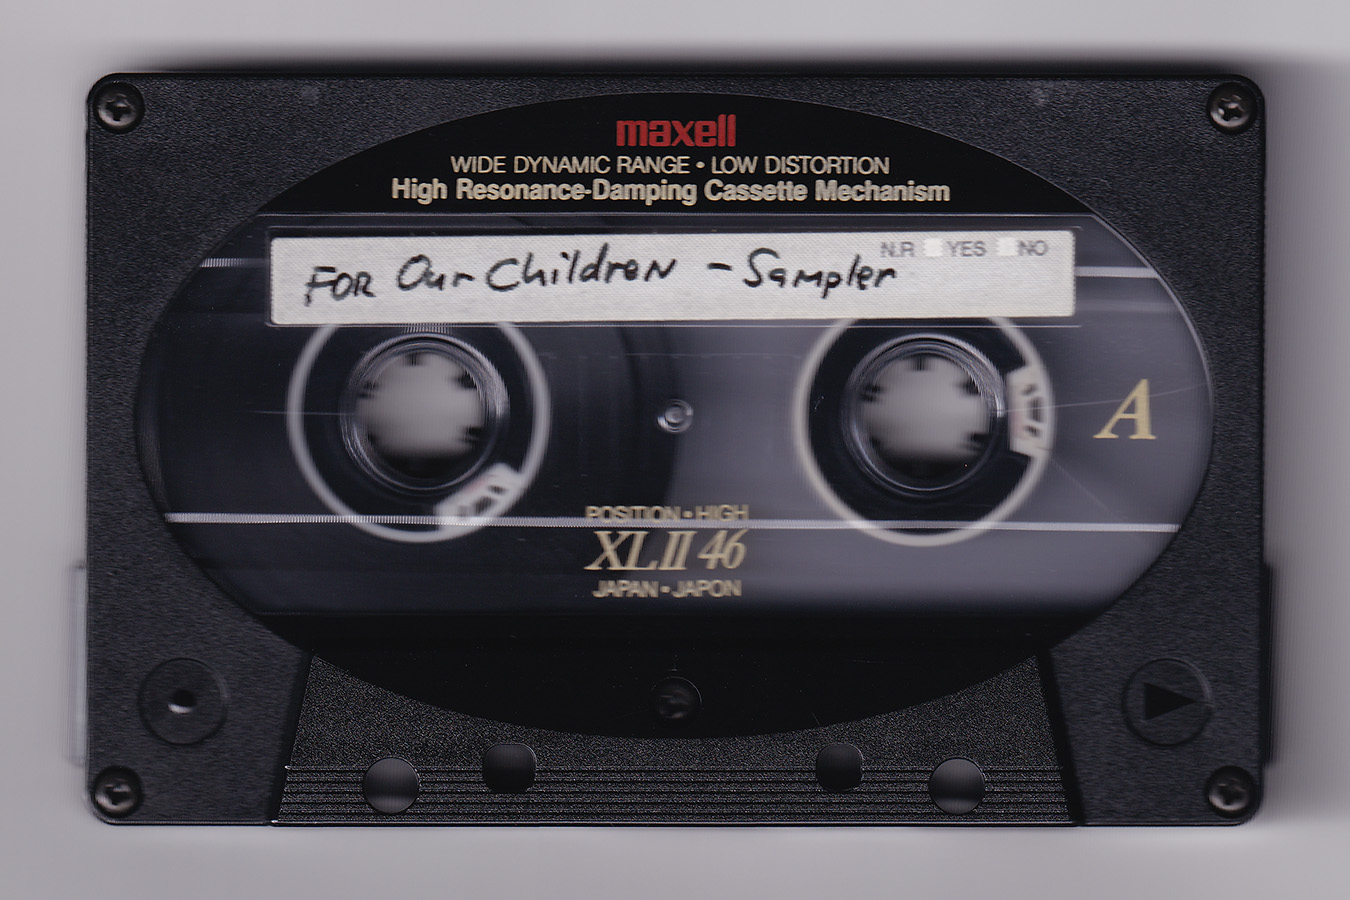 maxell
WIDE DYNAMIC RANGE • LOW DISTORTION
High Resonance-Damping Cassette Mechanism
N.R YES NO
FOR Our Children - Sampler
A
POSITION • HIGH
XLII 46
JAPAN • JAPON